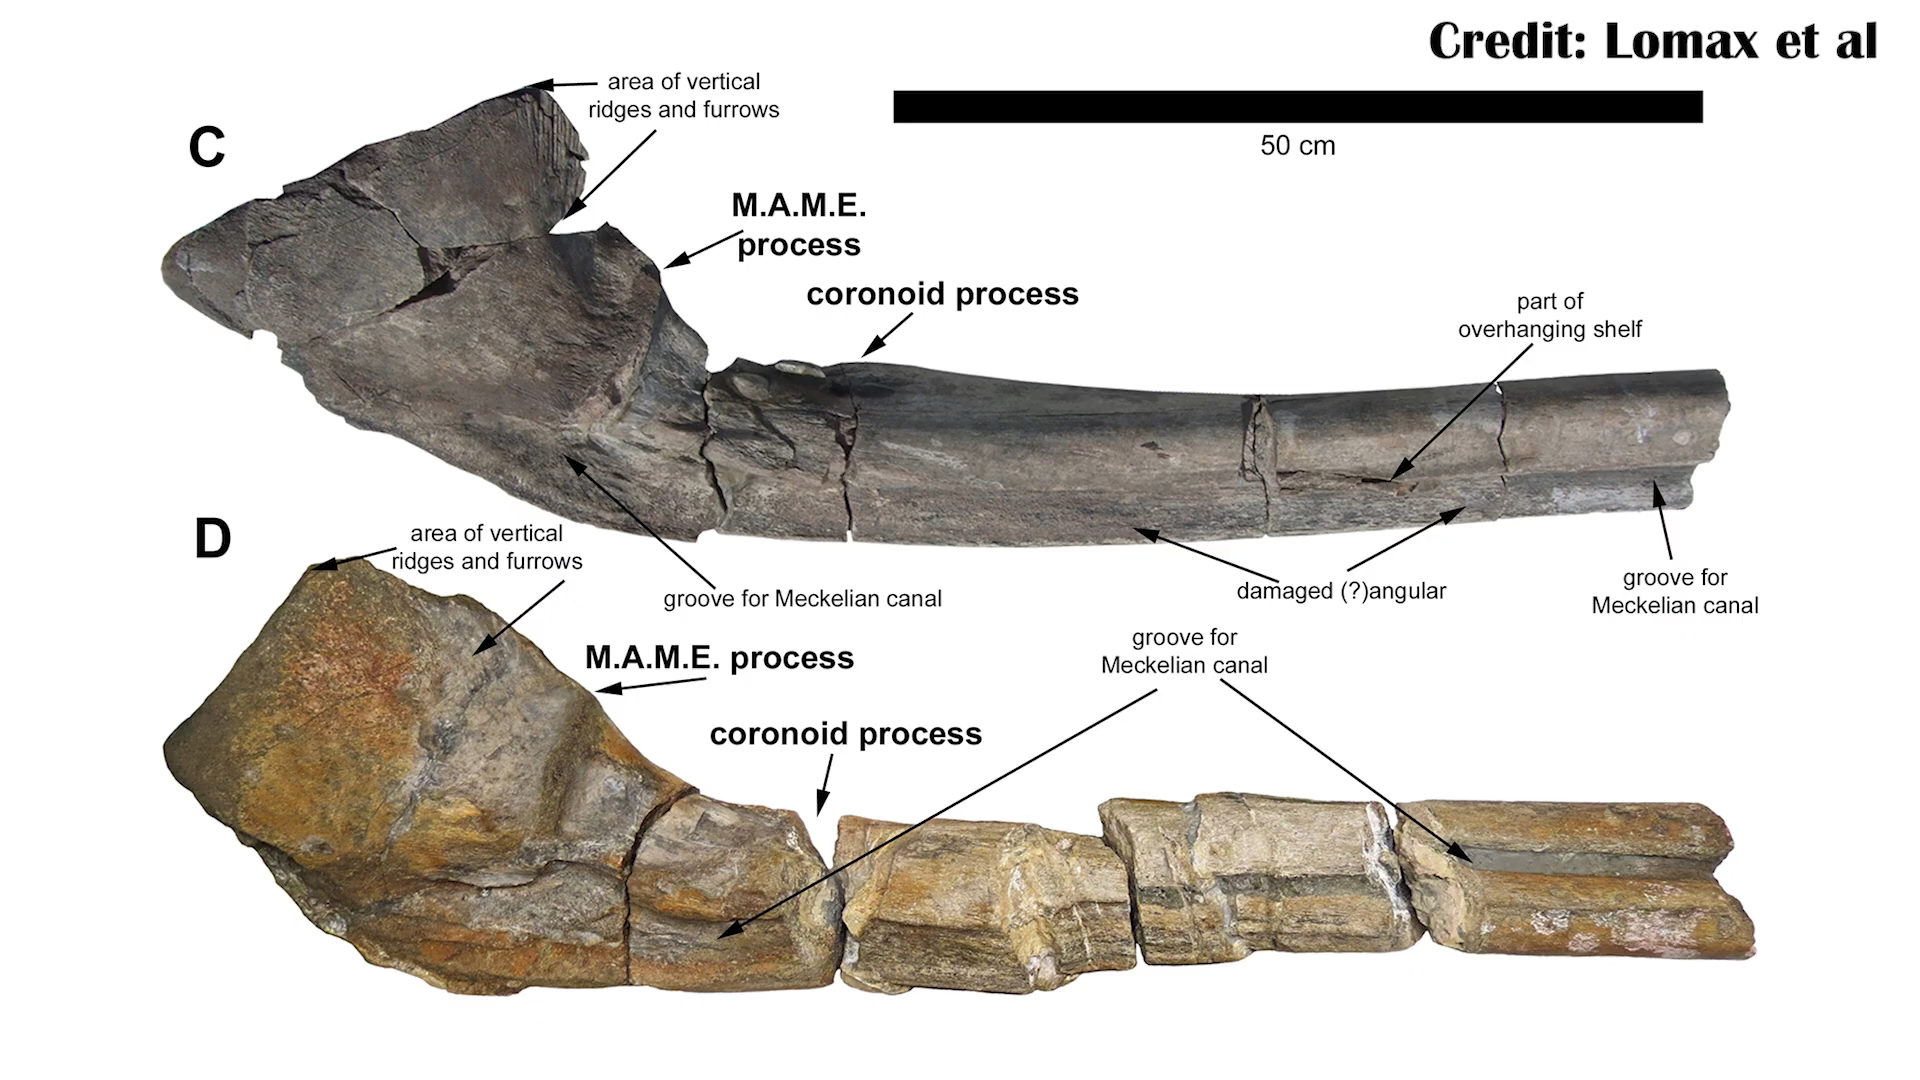 Credit: Lomax et al
C
area of vertical
ridges and furrows
50 cm
M.A.M.E.
process
coronoid process
part of
overhanging shelf
groove for Meckelian canal
damaged (?)angular
groove for
Meckelian canal
D
area of vertical
ridges and furrows
M.A.M.E. process
coronoid process
groove for
Meckelian canal